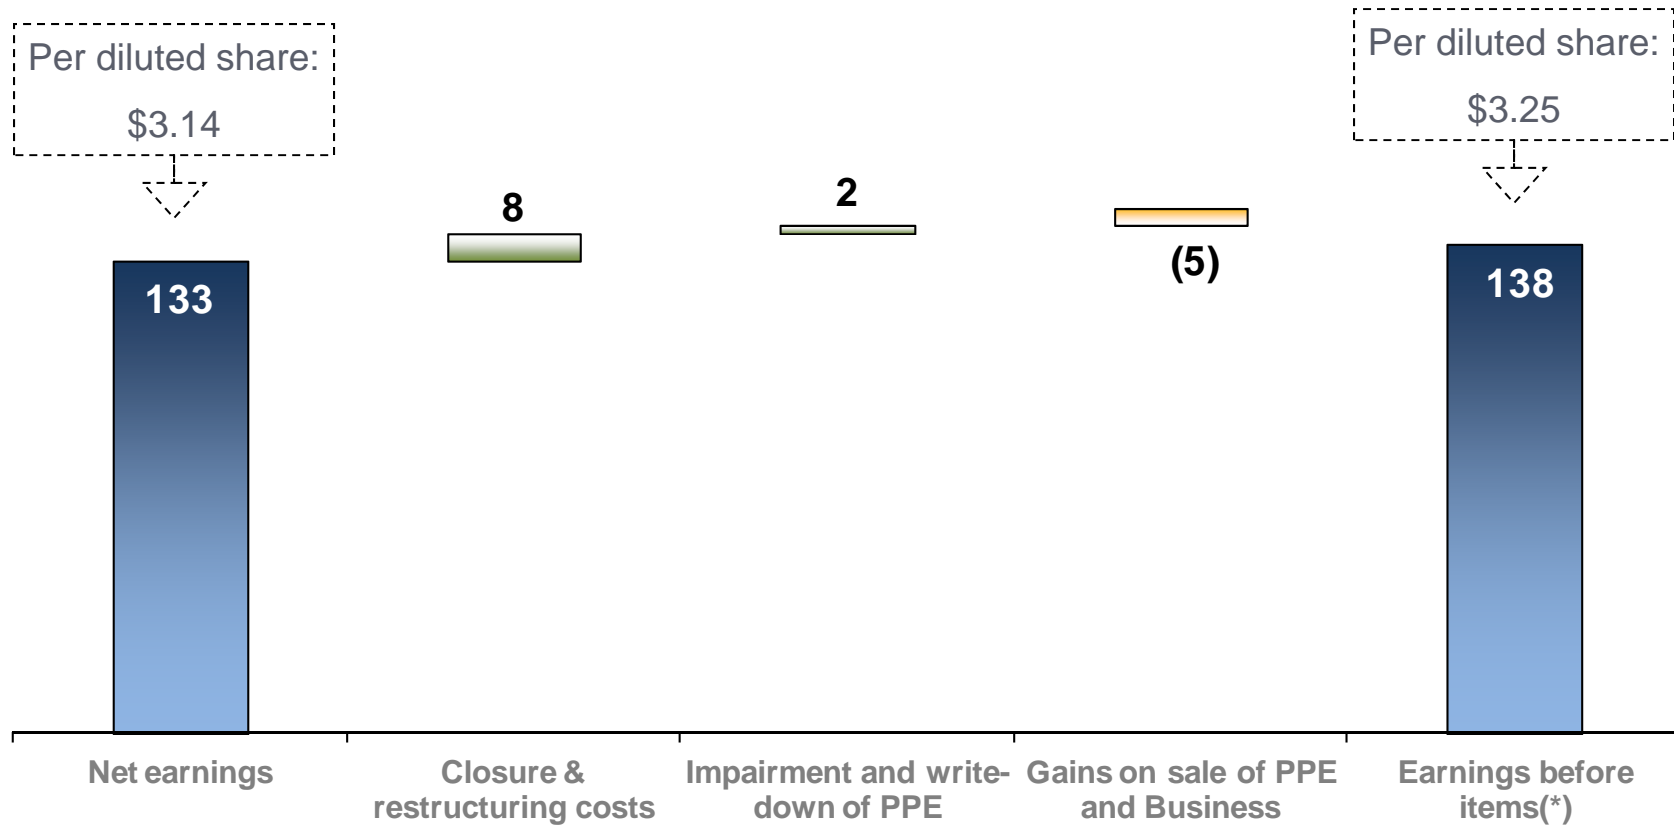 Per diluted share:
$3.14
Per diluted share:
$3.25
8
2
(5)
133
138
Net earnings
Closure &
restructuring costs
Impairment and write-
down of PPE
Gains on sale of PPE
and Business
Earnings before
items(*)